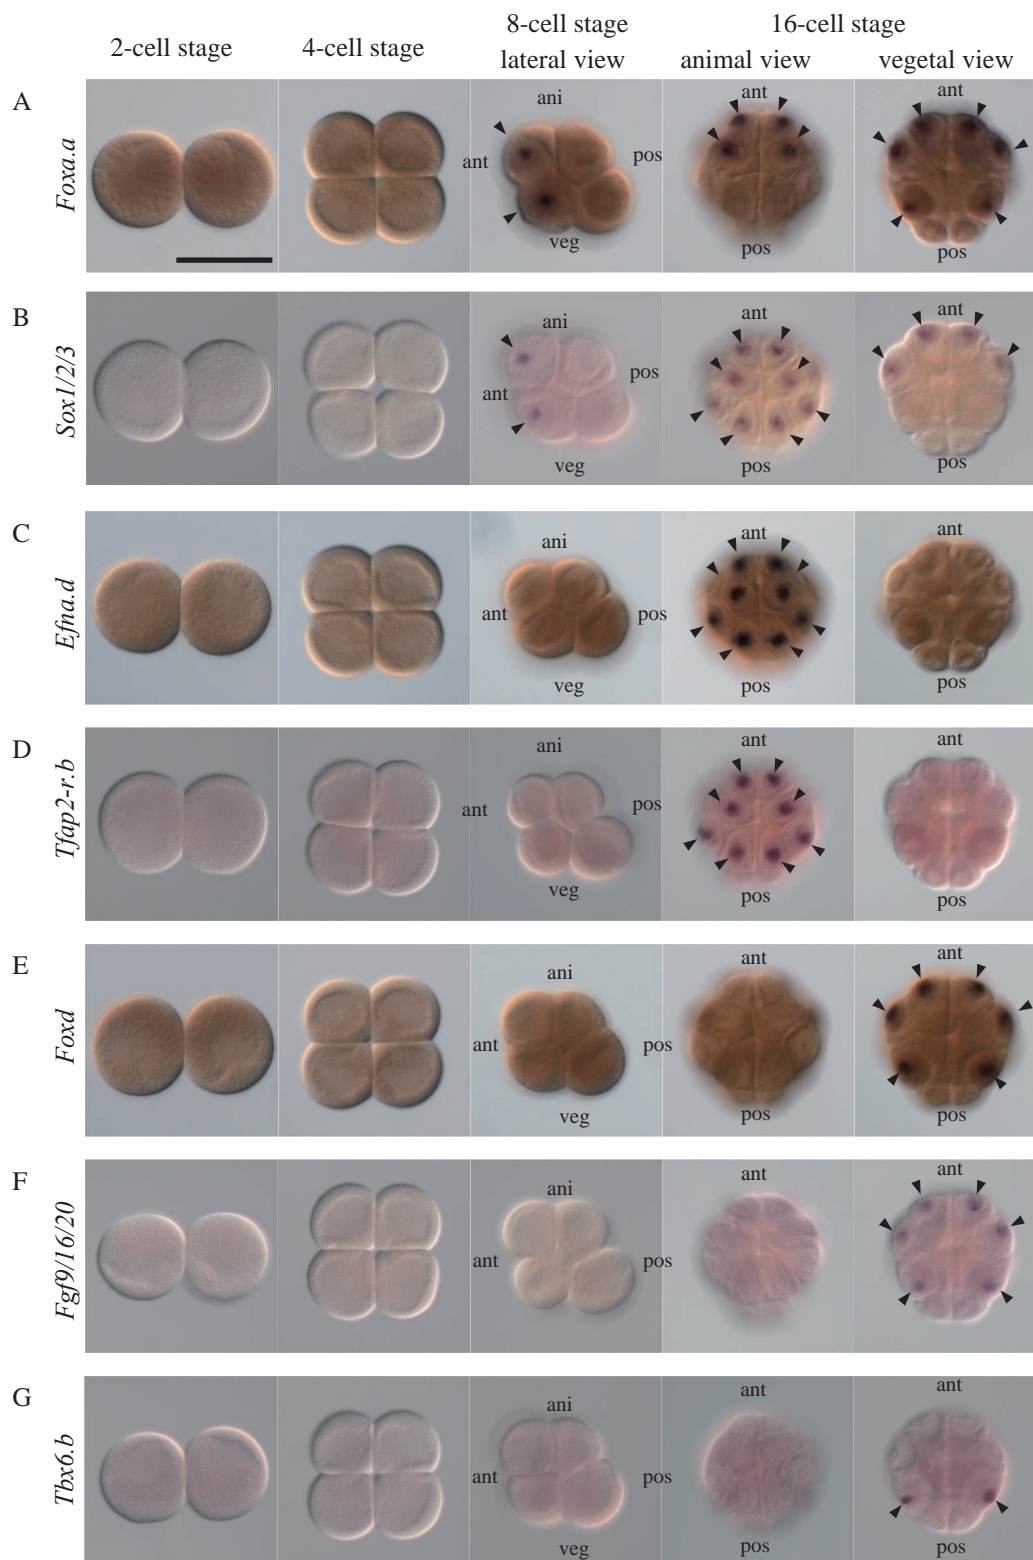 8-cell stage 16-cell stage
2-cell stage 4-cell stage lateral view animal view vegetal view
A
Foxa.a
ani ant pos veg
ant pos
ant pos
B
Sox1/2/3
ani ant pos veg
ant pos
ant pos
C
Efna.d
ani ant pos veg
ant pos
ant pos
D
Tfap2-r.b
ani ant pos veg
ant pos
ant pos
E
Foxd
ani ant pos veg
ant pos
ant pos
F
Fgf9/16/20
ani ant pos veg
ant pos
ant pos
G
Tbx6.b
ani ant pos veg
ant pos
ant pos